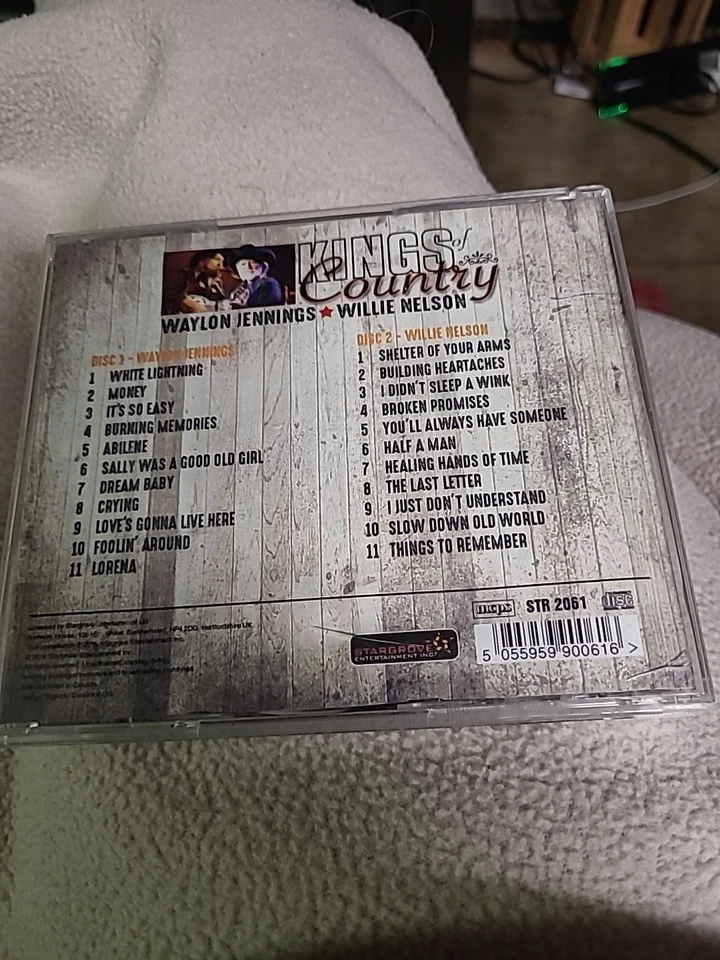 KINGS of
Country
WAYLON JENNINGS ★ WILLIE NELSON
DISC 1 - WAYLON JENNINGS
1 WHITE LIGHTNING
2 MONEY
3 IT'S SO EASY
4 BURNING MEMORIES
5 ABILENE
6 SALLY WAS A GOOD OLD GIRL
7 DREAM BABY
8 CRYING
9 LOVE'S GONNA LIVE HERE
10 FOOLIN' AROUND
11 LORENA
DISC 2 - WILLIE NELSON
1 SHELTER OF YOUR ARMS
2 BUILDING HEARTACHES
3 I DIDN'T SLEEP A WINK
4 BROKEN PROMISES
5 YOU'LL ALWAYS HAVE SOMEONE
6 HALF A MAN
7 HEALING HANDS OF TIME
8 THE LAST LETTER
9 I JUST DON'T UNDERSTAND
10 SLOW DOWN OLD WORLD
11 THINGS TO REMEMBER
mcps STR 2061 disc
HP4 2DG, Hertfordshire UK
STARGROVE
ENTERTAINMENT INC.
5 055959 900616 >